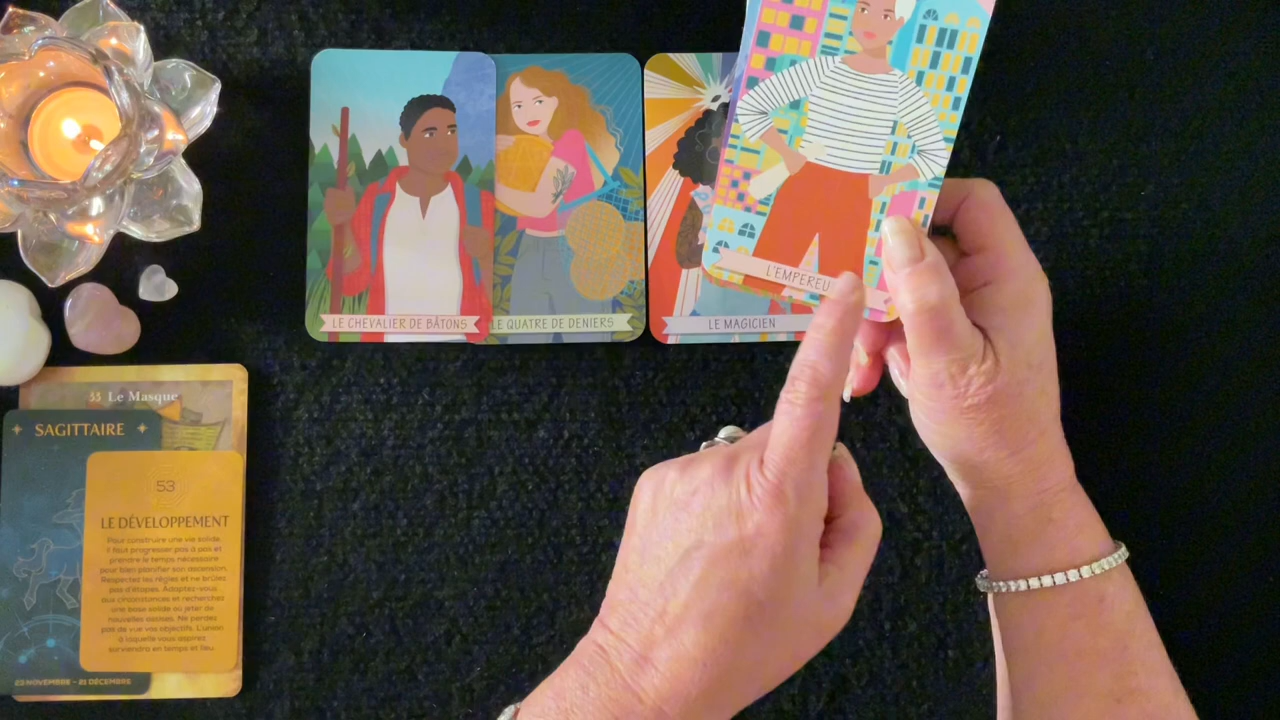 LE CHEVALIER DE BÂTONS
LE QUATRE DE DENIERS
LE MAGICIEN
L'EMPEREU
33 Le Masque
SAGITTAIRE
53
LE DÉVELOPPEMENT
Pour construire une vie solide,
il faut progresser pas à pas et
prendre le temps nécessaire
pour bien planifier son ascension.
Respectez les règles et ne brûlez
pas d'étapes. Adaptez-vous
aux circonstances et recherchez
une base solide où jeter de
nouvelles assises. Ne perdez
pas de vue vos objectifs. L'union
à laquelle vous aspirez
surviendra en temps et lieu.
22 NOVEMBRE - 21 DÉCEMBRE